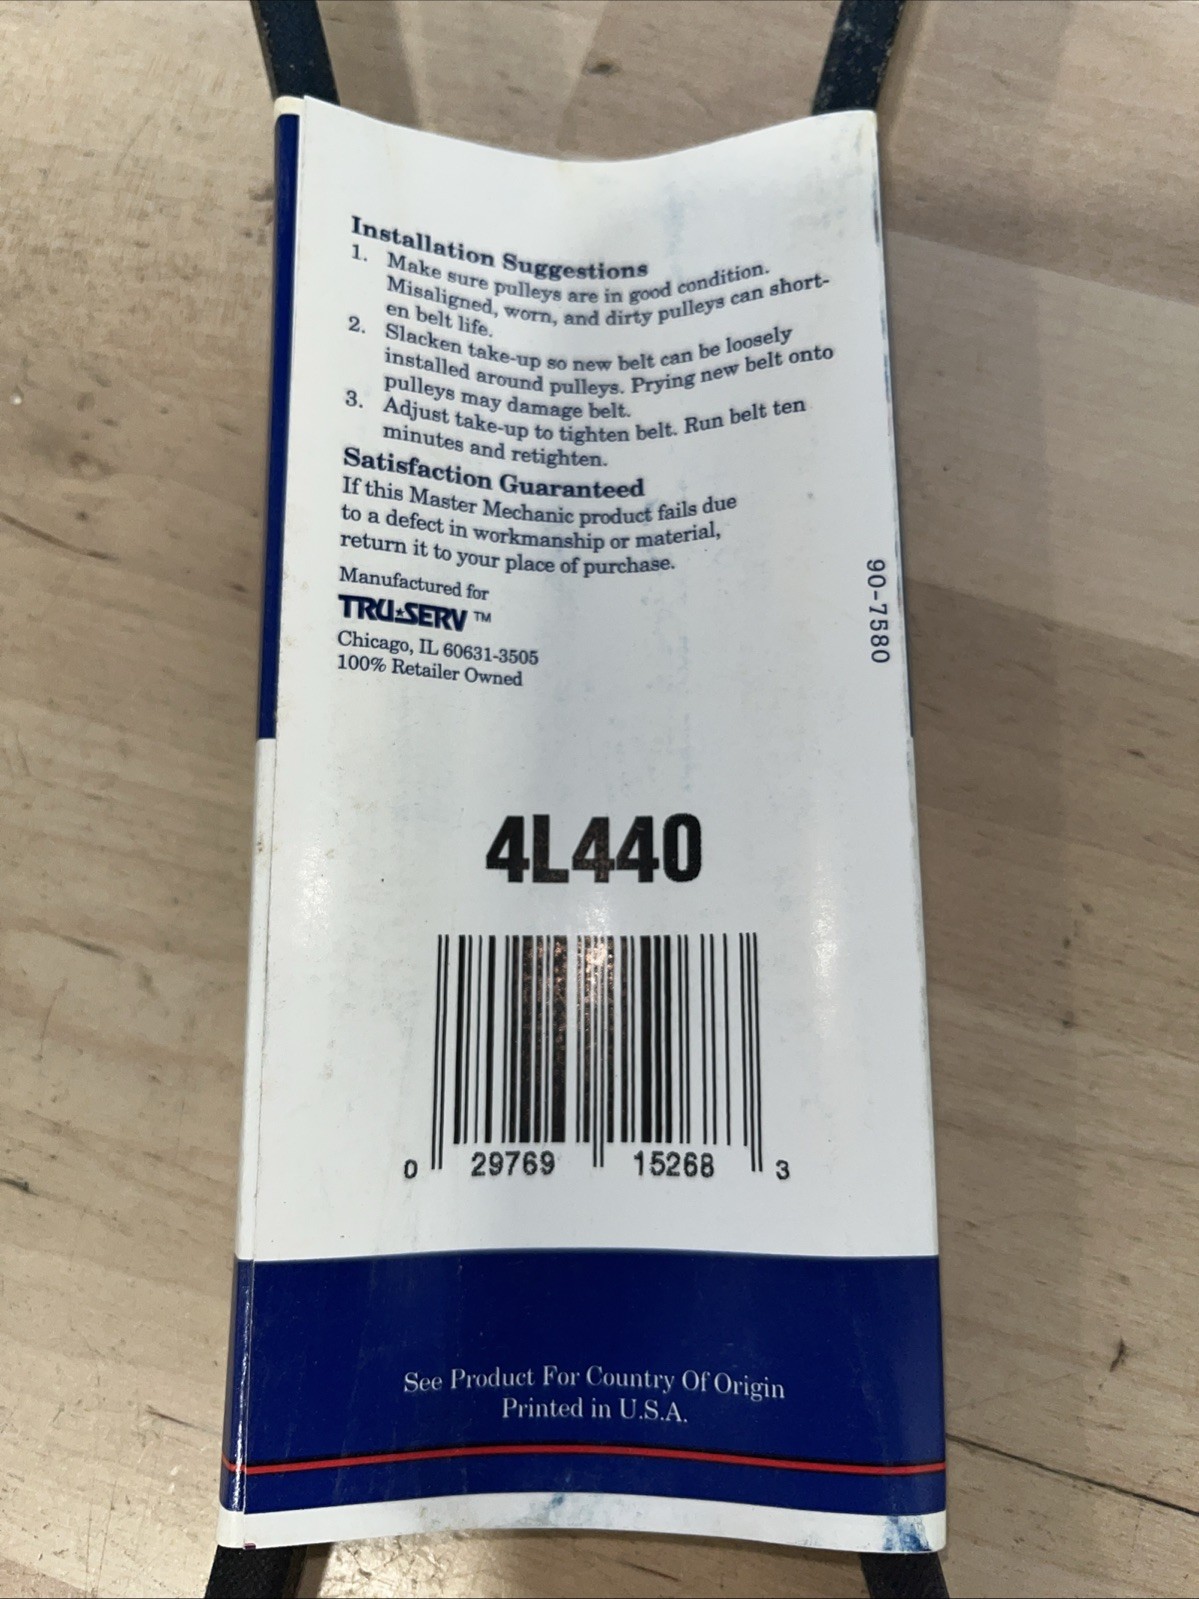 Installation Suggestions
1. Make sure pulleys are in good condition.
Misaligned, worn, and dirty pulleys can short-
en belt life.
2. Slacken take-up so new belt can be loosely
installed around pulleys. Prying new belt onto
pulleys may damage belt.
3. Adjust take-up to tighten belt. Run belt ten
minutes and retighten.
Satisfaction Guaranteed
If this Master Mechanic product fails due
to a defect in workmanship or material,
return it to your place of purchase.
Manufactured for
TRU★SERV™
Chicago, IL 60631-3505
100% Retailer Owned
90-7580
4L440
0 29769 15268 3
See Product For Country Of Origin
Printed in U.S.A.